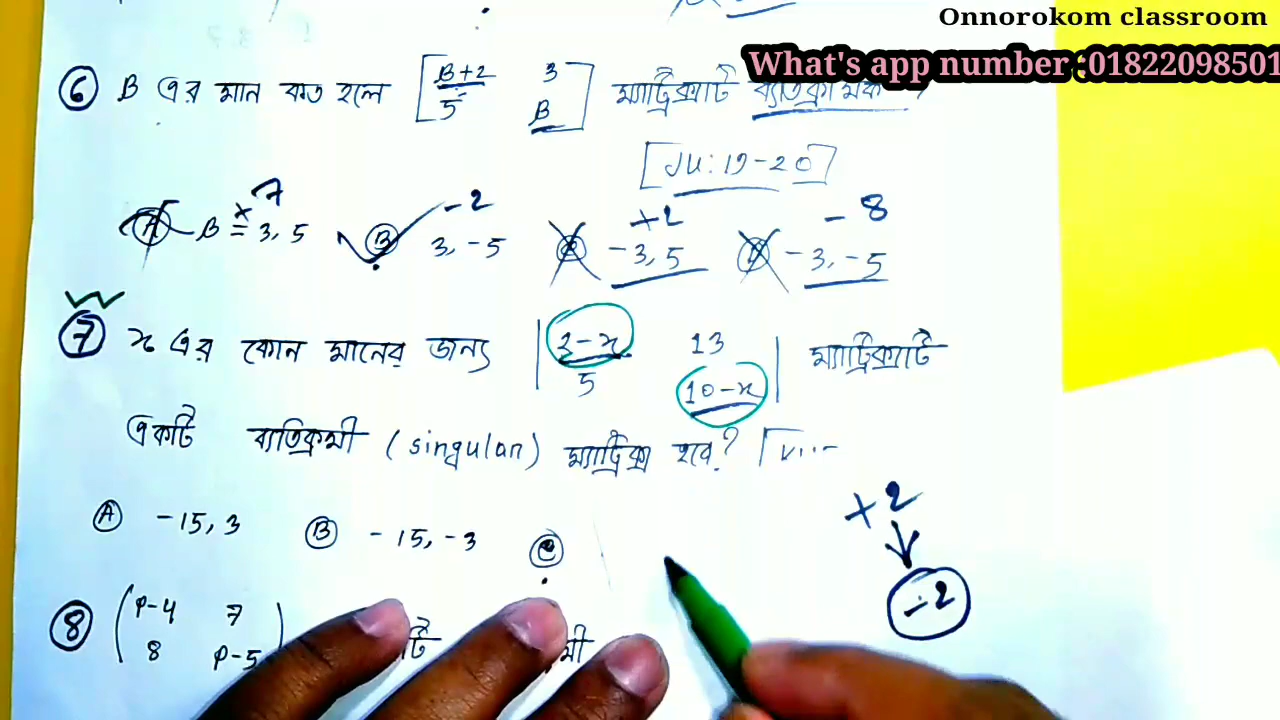 Onnorokom classroom
What's app number :01822098501
⑥ B এর মান কত হলে [B+2 3
5 B] ম্যাট্রিক্সটি ব্যতিক্রমক ?
[JU: 19-20]
7 -2 +2 -8
Ⓐ B = 3, 5 Ⓑ 3, -5 Ⓒ -3, 5 Ⓓ -3, -5
⑦ x এর কোন মানের জন্য | 2-x 13
5 10-x | ম্যাট্রিক্সটি
একটি ব্যতিক্রমী (singular) ম্যাট্রিক্স হবে?
+2
Ⓐ -15, 3 Ⓑ -15, -3 Ⓒ
-2
⑧ (P-4 7
8 P-5) টি মী